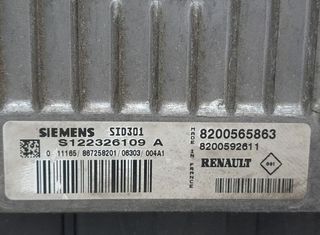 SIEMENS SID301
S122326109 A
0 11165/ 867258201 /06303/ 004A1
MADE IN FRANCE
8200565863
8200592611
RENAULT